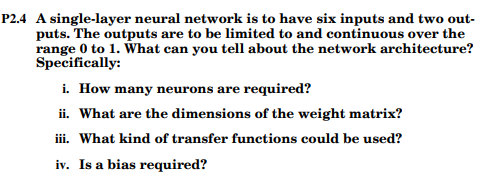 P2.4 A single-layer neural network is to have six inputs and two out-
puts. The outputs are to be limited to and continuous over the
range 0 to 1. What can you tell about the network architecture?
Specifically:
i. How many neurons are required?
ii. What are the dimensions of the weight matrix?
iii. What kind of transfer functions could be used?
iv. Is a bias required?